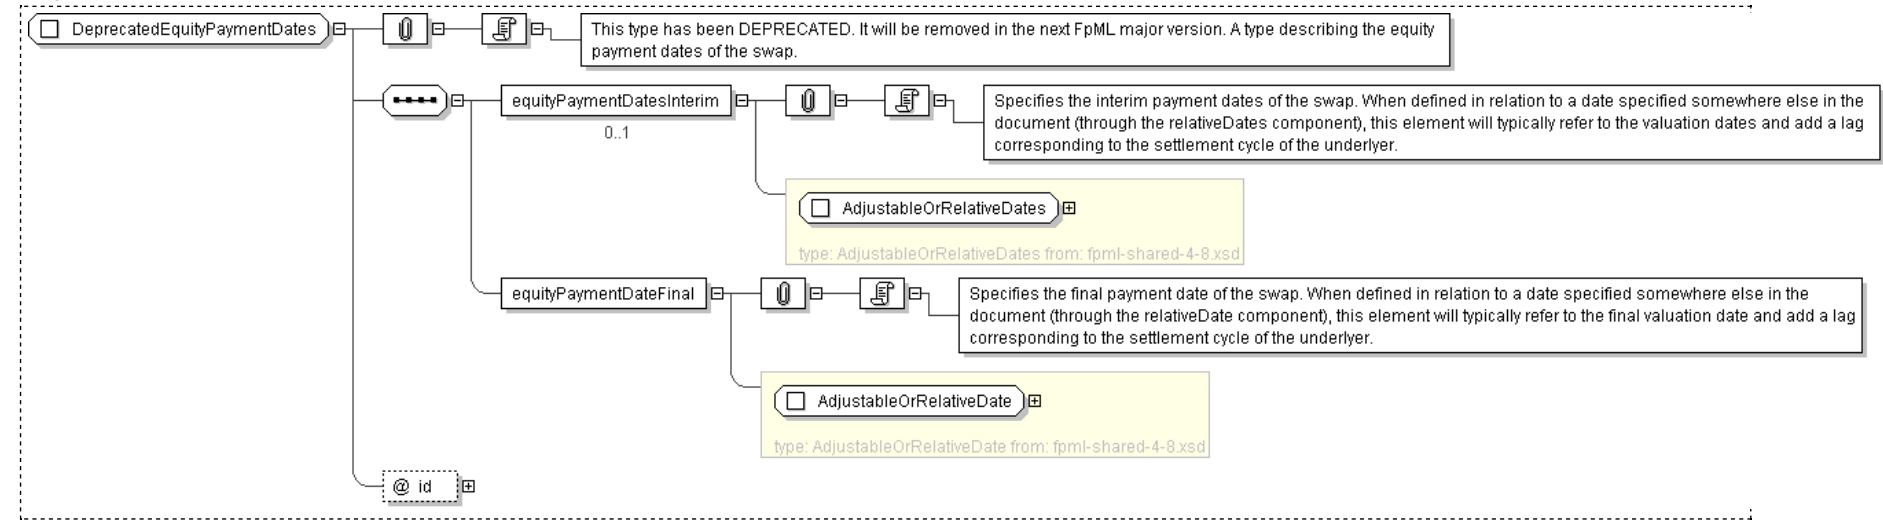 DeprecatedEquityPaymentDates
This type has been DEPRECATED. It will be removed in the next FpML major version. A type describing the equity
payment dates of the swap.
equityPaymentDatesInterim
0..1
Specifies the interim payment dates of the swap. When defined in relation to a date specified somewhere else in the
document (through the relativeDates component), this element will typically refer to the valuation dates and add a lag
corresponding to the settlement cycle of the underlyer.
AdjustableOrRelativeDates
type: AdjustableOrRelativeDates from: fpml-shared-4-8.xsd
equityPaymentDateFinal
Specifies the final payment date of the swap. When defined in relation to a date specified somewhere else in the
document (through the relativeDate component), this element will typically refer to the final valuation date and add a lag
corresponding to the settlement cycle of the underlyer.
AdjustableOrRelativeDate
type: AdjustableOrRelativeDate from: fpml-shared-4-8.xsd
@ id